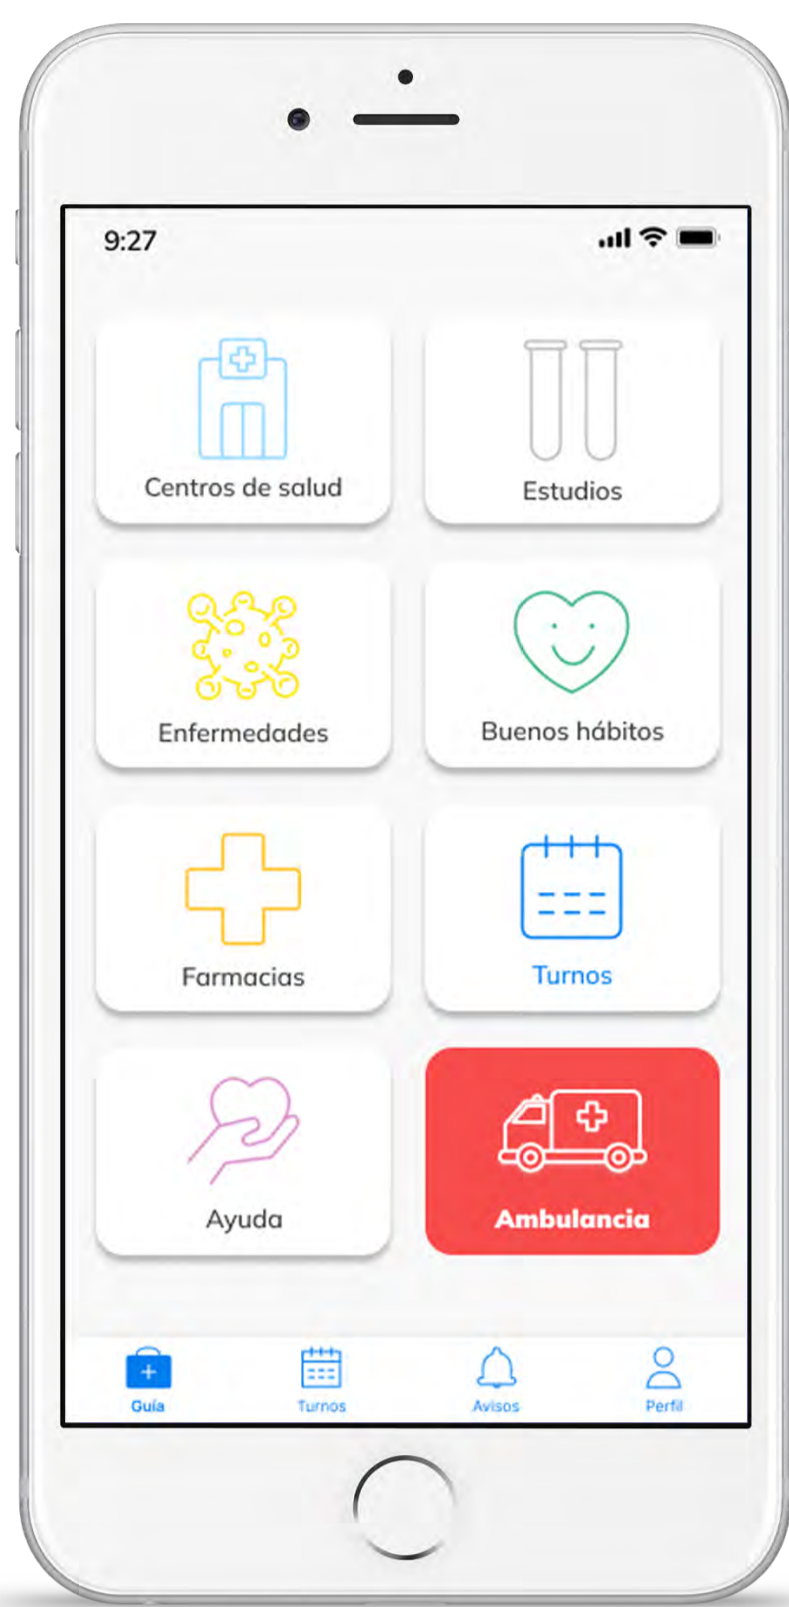 9:27
Centros de salud
Estudios
Enfermedades
Buenos hábitos
Farmacias
Turnos
Ayuda
Ambulancia
Guía
Turnos
Avisos
Perfil